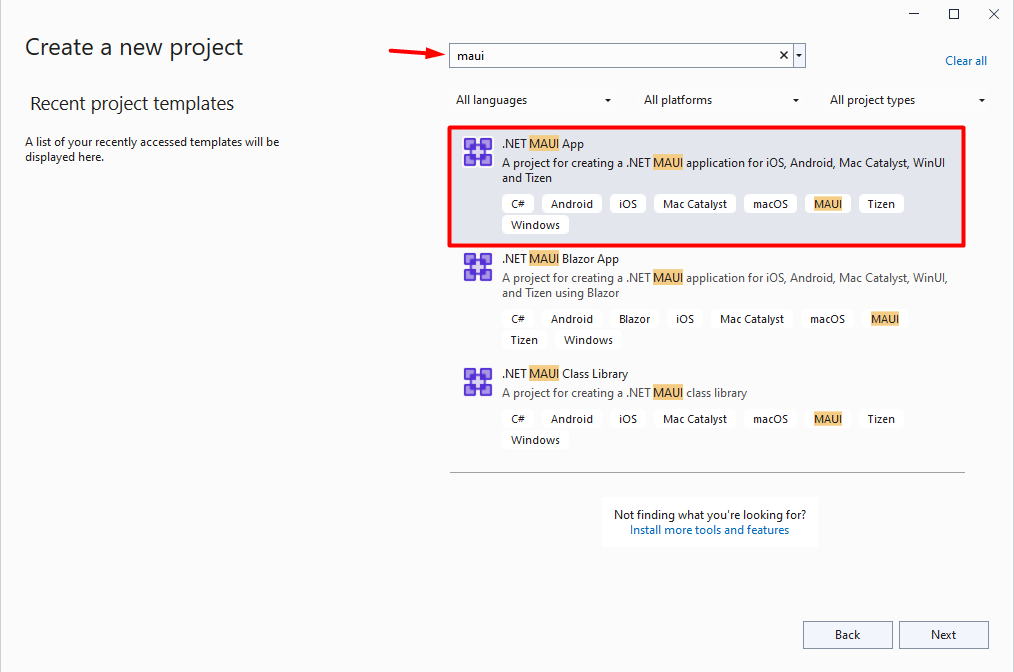 Create a new project
maui
Clear all
Recent project templates
A list of your recently accessed templates will be
displayed here.
All languages
All platforms
All project types
.NET MAUI App
A project for creating a .NET MAUI application for iOS, Android, Mac Catalyst, WinUI
and Tizen
C# Android iOS Mac Catalyst macOS MAUI Tizen
Windows
.NET MAUI Blazor App
A project for creating a .NET MAUI application for iOS, Android, Mac Catalyst, WinUI,
and Tizen using Blazor
C# Android Blazor iOS Mac Catalyst macOS MAUI
Tizen Windows
.NET MAUI Class Library
A project for creating a .NET MAUI class library
C# Android iOS Mac Catalyst macOS MAUI Tizen
Windows
Not finding what you're looking for?
Install more tools and features
Back
Next